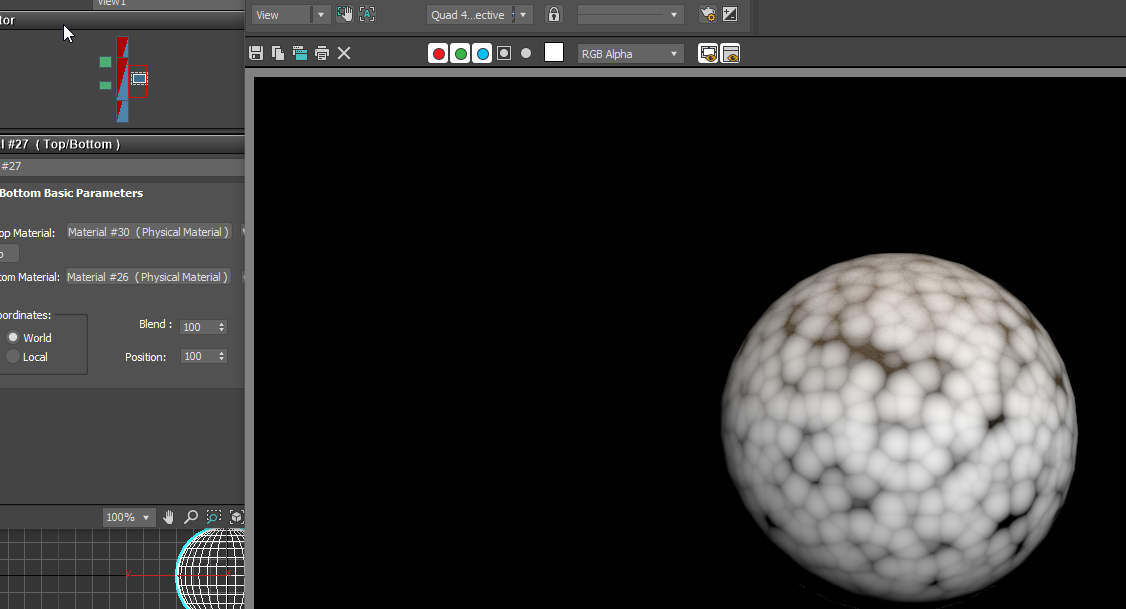 View1
View
Quad 4...ective
tor
RGB Alpha
l #27 ( Top/Bottom )
#27
Bottom Basic Parameters
op Material: Material #30 ( Physical Material )
p
tom Material: Material #26 ( Physical Material )
oordinates:
Blend : 100
World
Local
Position: 100
100%